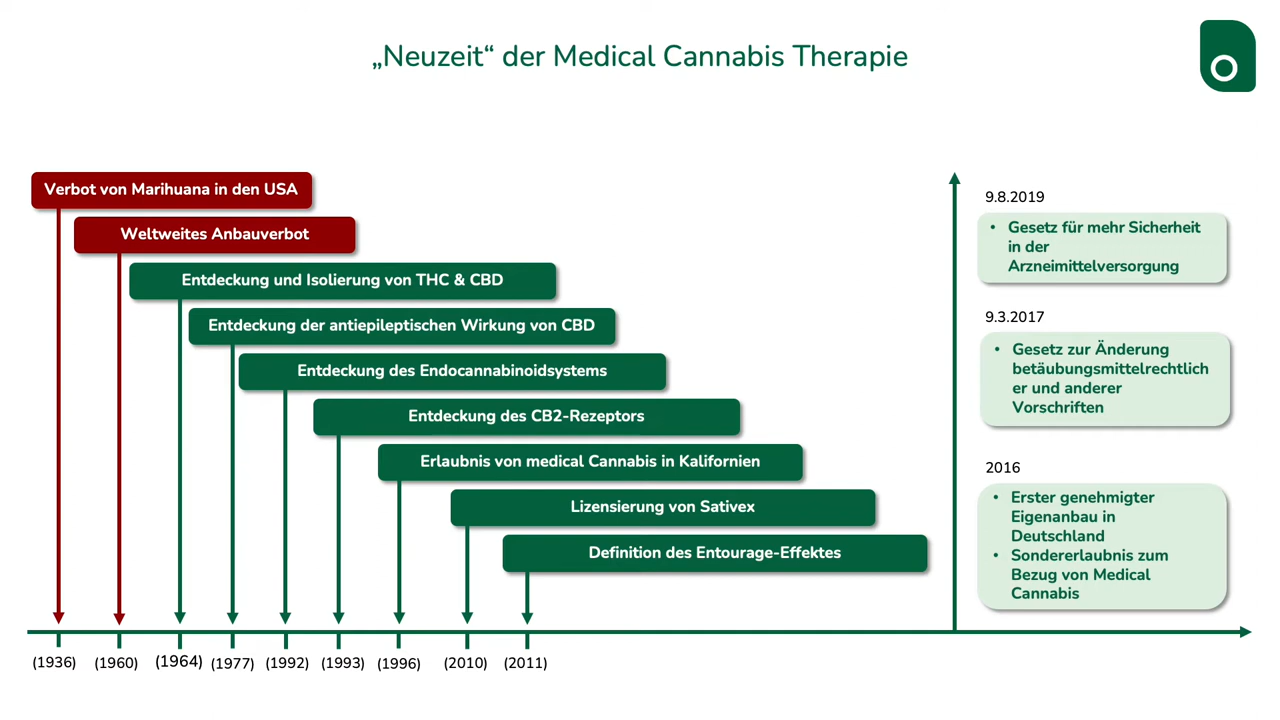 „Neuzeit“ der Medical Cannabis Therapie
Verbot von Marihuana in den USA
Weltweites Anbauverbot
Entdeckung und Isolierung von THC & CBD
Entdeckung der antiepileptischen Wirkung von CBD
Entdeckung des Endocannabinoidsystems
Entdeckung des CB2-Rezeptors
Erlaubnis von medical Cannabis in Kalifornien
Lizensierung von Sativex
Definition des Entourage-Effektes
(1936) (1960) (1964) (1977) (1992) (1993) (1996) (2010) (2011)
9.8.2019
• Gesetz für mehr Sicherheit
in der
Arzneimittelversorgung
9.3.2017
• Gesetz zur Änderung
betäubungsmittelrechtlich
er und anderer
Vorschriften
2016
• Erster genehmigter
Eigenanbau in
Deutschland
• Sondererlaubnis zum
Bezug von Medical
Cannabis